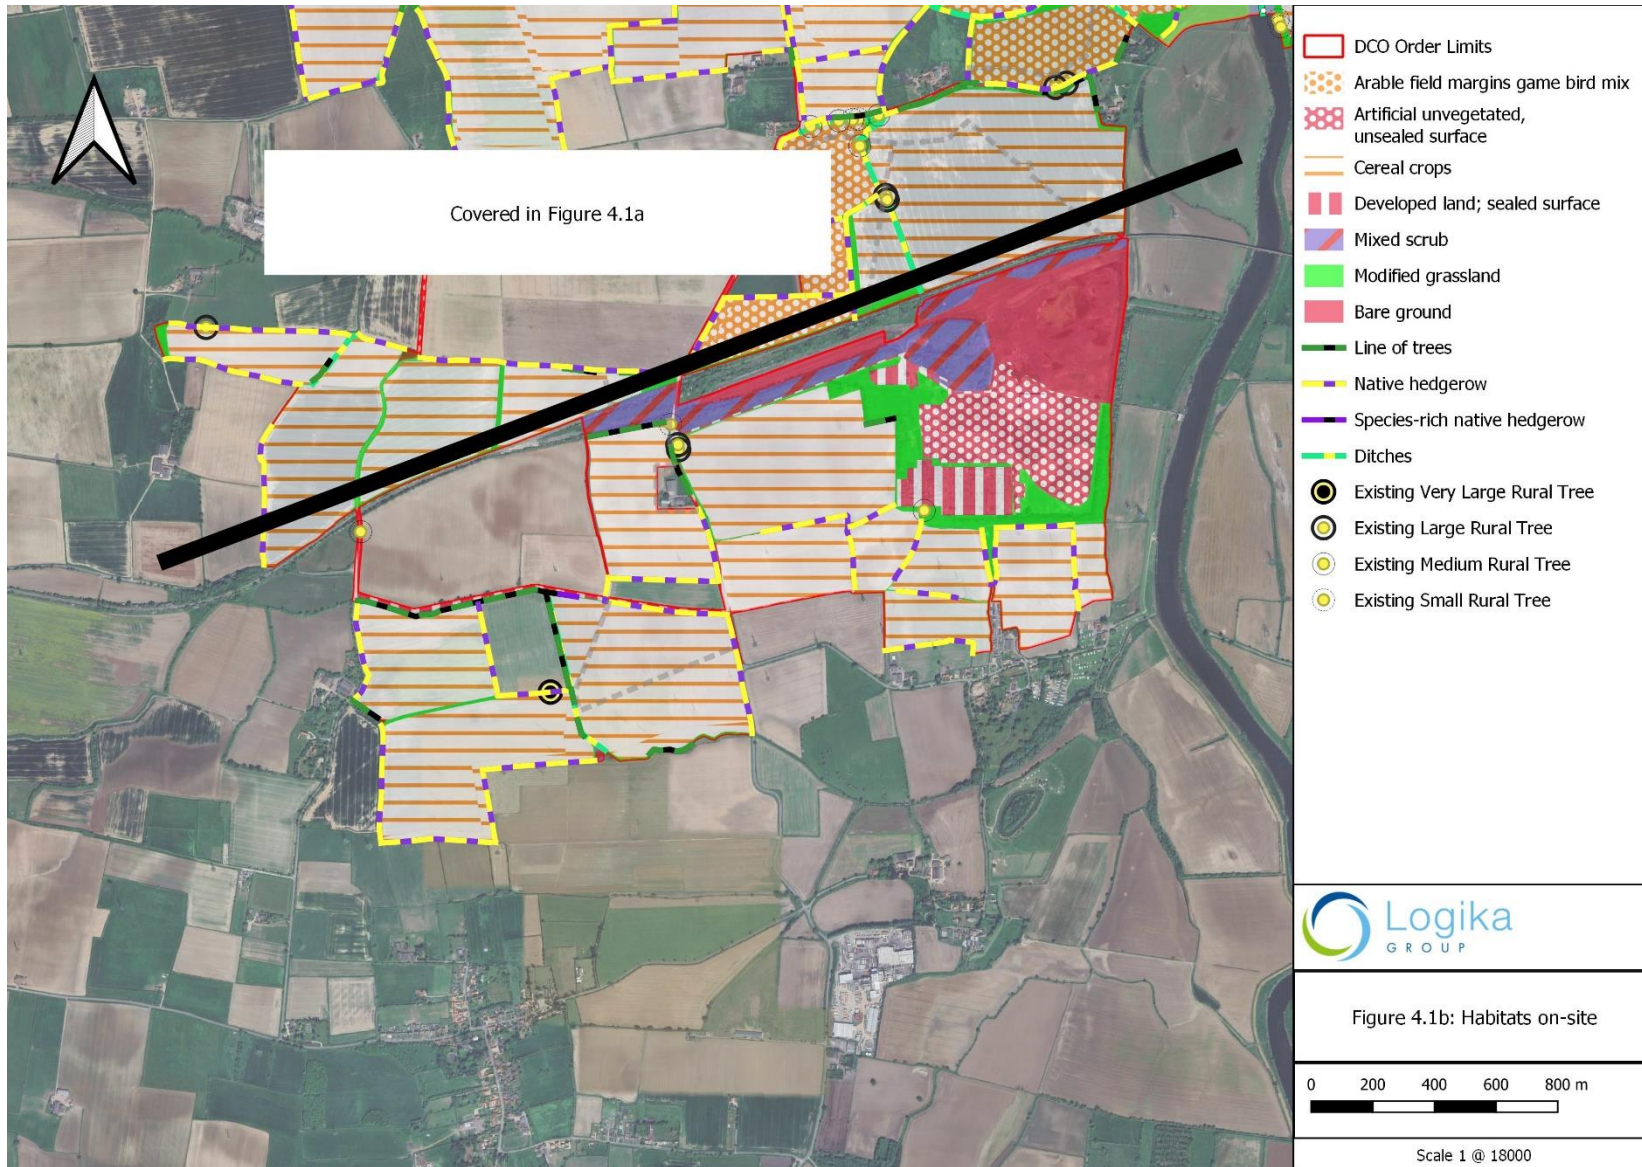 Covered in Figure 4.1a
DCO Order Limits
Arable field margins game bird mix
Artificial unvegetated,
unsealed surface
Cereal crops
Developed land; sealed surface
Mixed scrub
Modified grassland
Bare ground
Line of trees
Native hedgerow
Species-rich native hedgerow
Ditches
Existing Very Large Rural Tree
Existing Large Rural Tree
Existing Medium Rural Tree
Existing Small Rural Tree
Logika
GROUP
Figure 4.1b: Habitats on-site
0 200 400 600 800 m
Scale 1 @ 18000